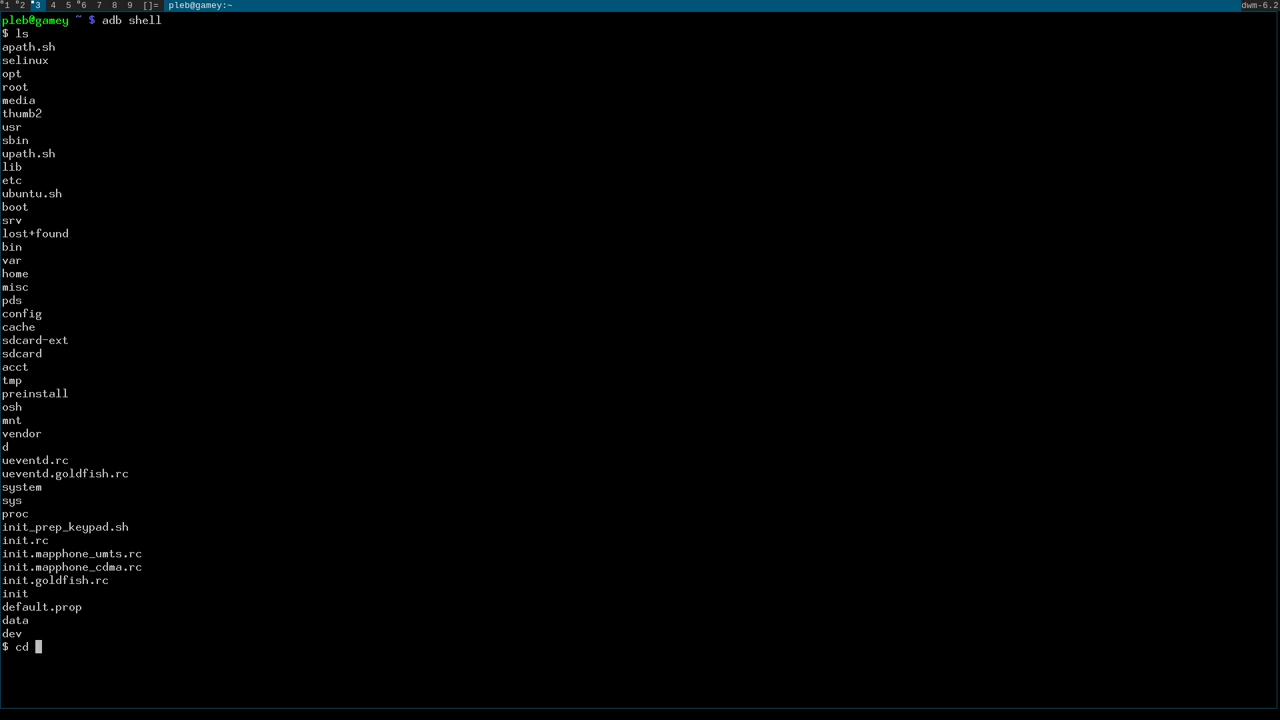 1 2 3 4 5 6 7 8 9 []= pleb@gamey:~ dwm-6.2
pleb@gamey ~ $ adb shell
$ ls
apath.sh
selinux
opt
root
media
thumb2
usr
sbin
upath.sh
lib
etc
ubuntu.sh
boot
srv
lost+found
bin
var
home
misc
pds
config
cache
sdcard-ext
sdcard
acct
tmp
preinstall
osh
mnt
vendor
d
ueventd.rc
ueventd.goldfish.rc
system
sys
proc
init_prep_keypad.sh
init.rc
init.mapphone_umts.rc
init.mapphone_cdma.rc
init.goldfish.rc
init
default.prop
data
dev
$ cd